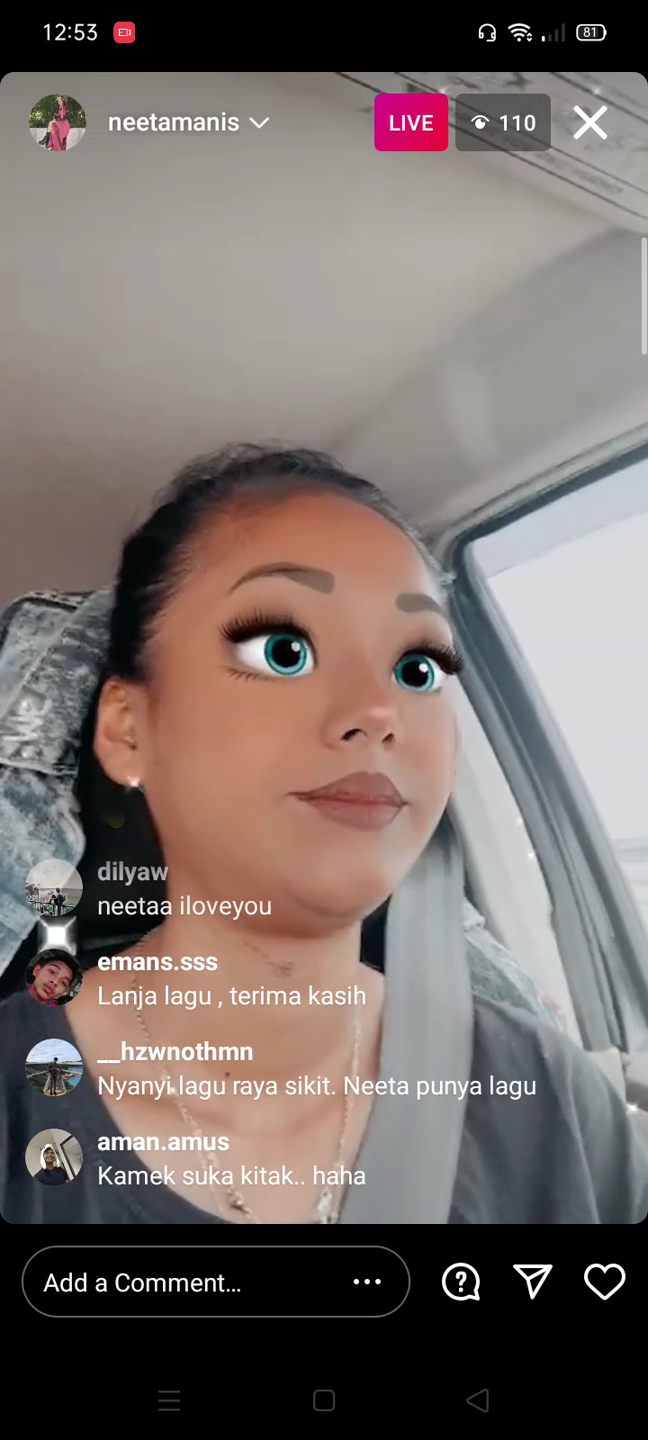 12:53
81
neetamanis
LIVE
110
dilyaw
neetaa iloveyou
emans.sss
Lanja lagu , terima kasih
__hzwnothmn
Nyanyi lagu raya sikit. Neeta punya lagu
aman.amus
Kamek suka kitak.. haha
Add a Comment...